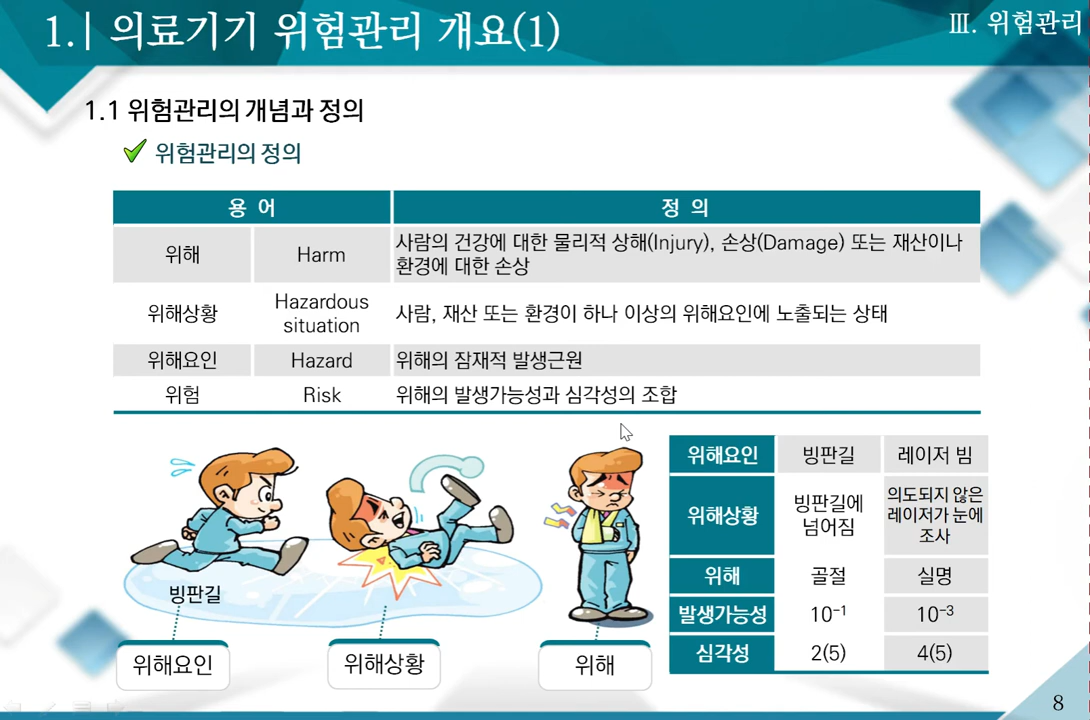 1.| 의료기기 위험관리 개요(1)
Ⅲ. 위험관리
1.1 위험관리의 개념과 정의
위험관리의 정의
용 어 정 의
위해 Harm 사람의 건강에 대한 물리적 상해(Injury), 손상(Damage) 또는 재산이나
환경에 대한 손상
위해상황 Hazardous
situation 사람, 재산 또는 환경이 하나 이상의 위해요인에 노출되는 상태
위해요인 Hazard 위해의 잠재적 발생근원
위험 Risk 위해의 발생가능성과 심각성의 조합
빙판길
위해요인 위해상황 위해
위해요인 빙판길 레이저 빔
위해상황 빙판길에
넘어짐 의도되지 않은
레이저가 눈에
조사
위해 골절 실명
발생가능성 10⁻¹ 10⁻³
심각성 2(5) 4(5)
8